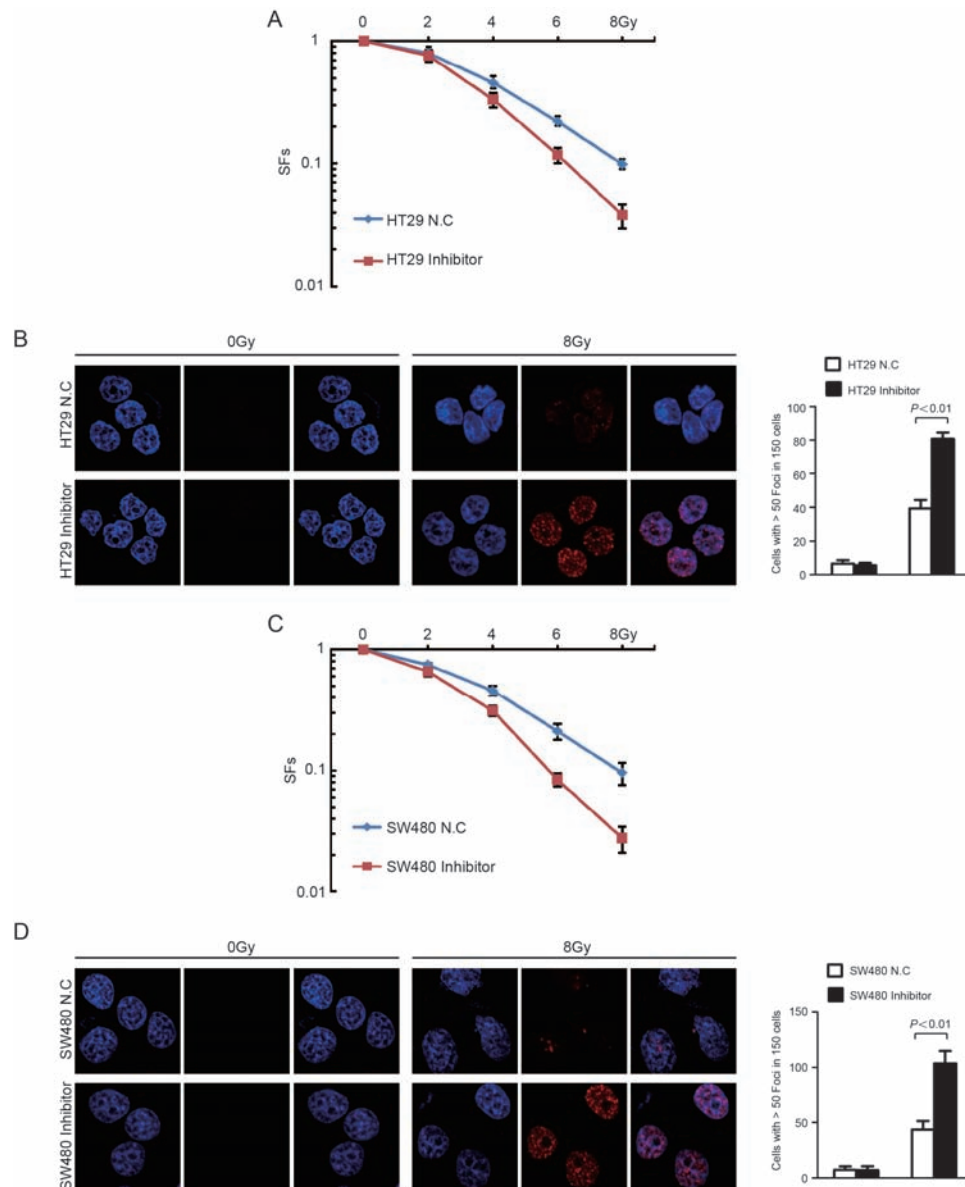 A
0 2 4 6 8Gy
1
0.1
0.01
SFs
HT29 N.C
HT29 Inhibitor
B
0Gy
8Gy
HT29 N.C
HT29 Inhibitor
HT29 N.C
HT29 Inhibitor
P<0.01
100
80
60
40
20
0
Cells with > 50 Foci in 150 cells
C
0 2 4 6 8Gy
1
0.1
0.01
SFs
SW480 N.C
SW480 Inhibitor
D
0Gy
8Gy
SW480 N.C
SW480 Inhibitor
SW480 N.C
SW480 Inhibitor
P<0.01
150
100
50
0
Cells with > 50 Foci in 150 cells